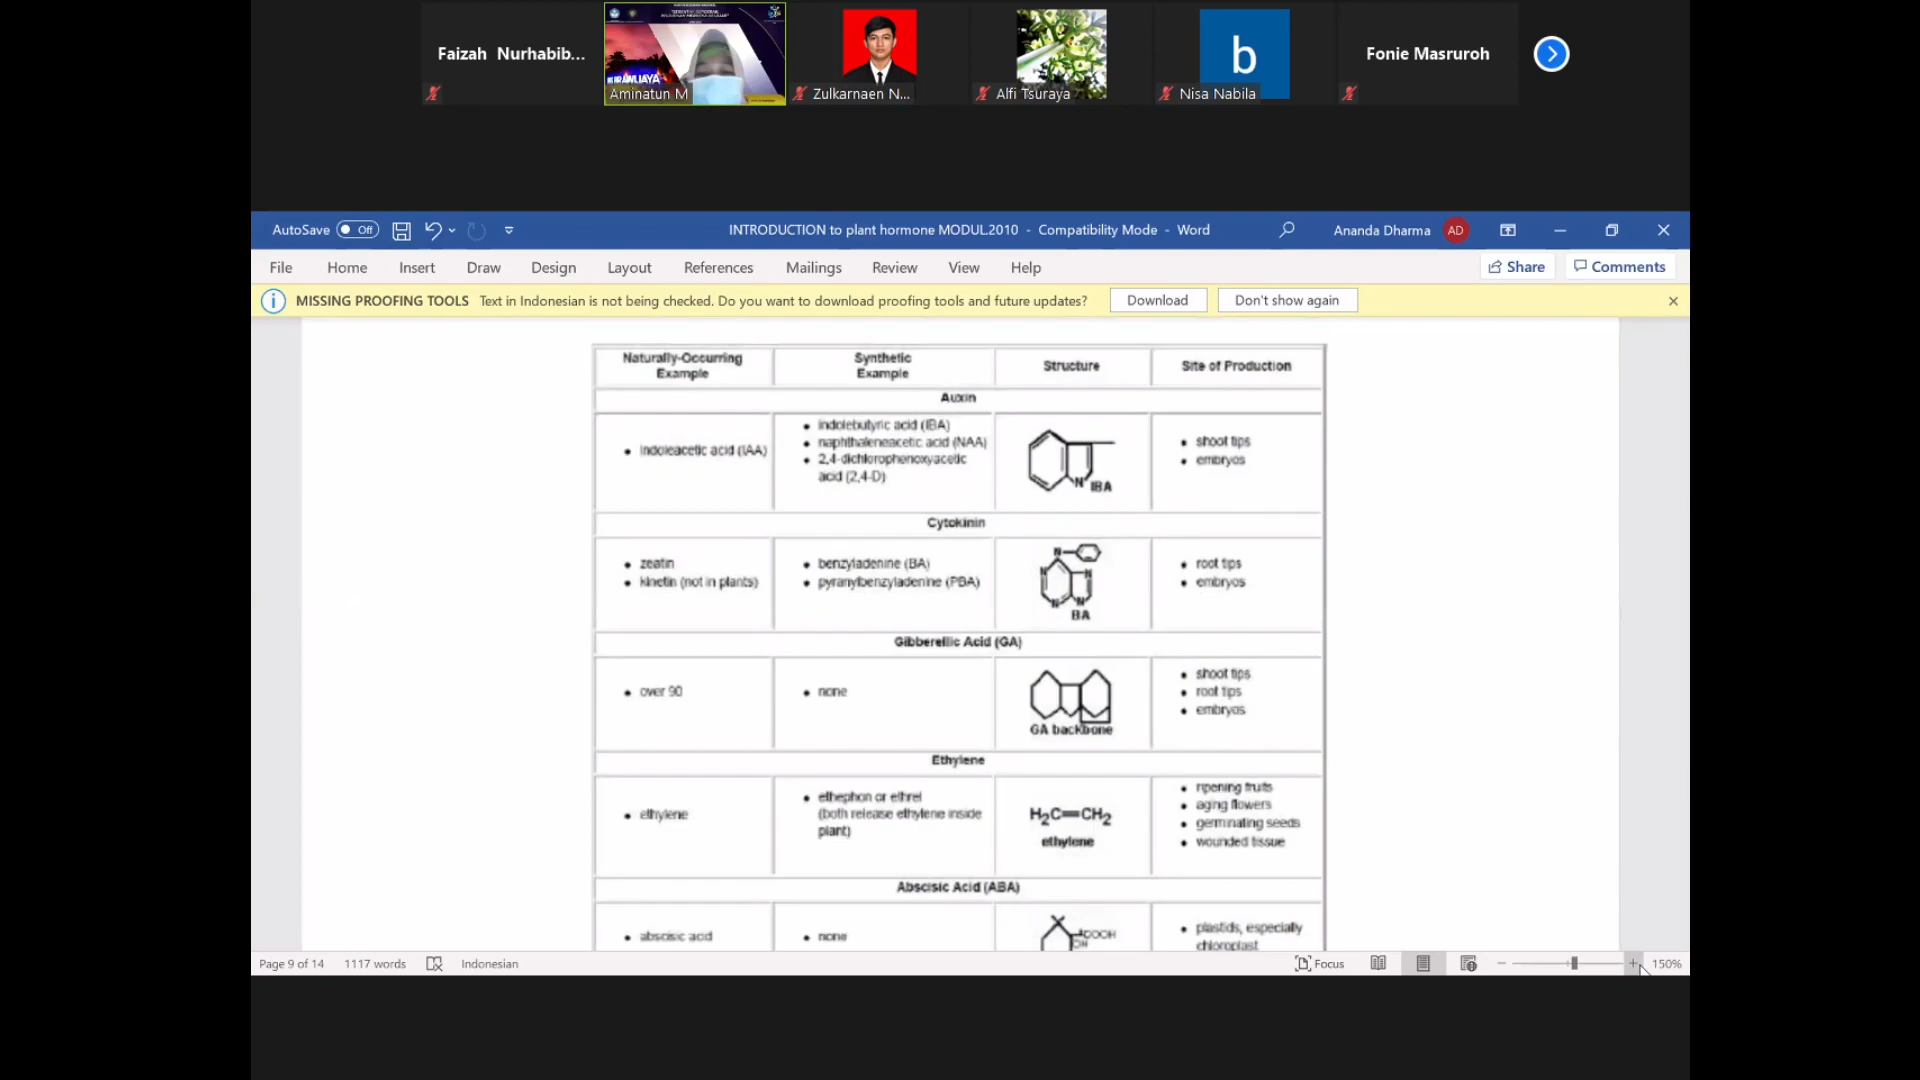 Faizah Nurhabib...
BRAWIJAYA
Aminatun M
Zulkarnaen N...
Alfi Tsuraya
b
Nisa Nabila
Fonie Masruroh
AutoSave Off
INTRODUCTION to plant hormone MODUL.2010 - Compatibility Mode - Word
Ananda Dharma AD
File Home Insert Draw Design Layout References Mailings Review View Help
Share Comments
MISSING PROOFING TOOLS Text in Indonesian is not being checked. Do you want to download proofing tools and future updates? Download Don't show again
Naturally-Occurring
Example
Synthetic
Example
Structure
Site of Production
Auxin
indoleacetic acid (IAA)
indolebutyric acid (IBA)
naphthaleneacetic acid (NAA)
2,4-dichlorophenoxyacetic
acid (2,4-D)
N IBA
shoot tips
embryos
Cytokinin
zeatin
kinetin (not in plants)
benzyladenine (BA)
pyranylbenzyladenine (PBA)
N
N N
N N
BA
root tips
embryos
Gibberellic Acid (GA)
over 90
none
GA backbone
shoot tips
root tips
embryos
Ethylene
ethylene
ethephon or ethrel
(both release ethylene inside
plant)
H2C=CH2
ethylene
ripening fruits
aging flowers
germinating seeds
wounded tissue
Abscisic Acid (ABA)
abscisic acid
none
COOH
OH
plastids, especially
chloroplast
Page 9 of 14 1117 words Indonesian
Focus 150%